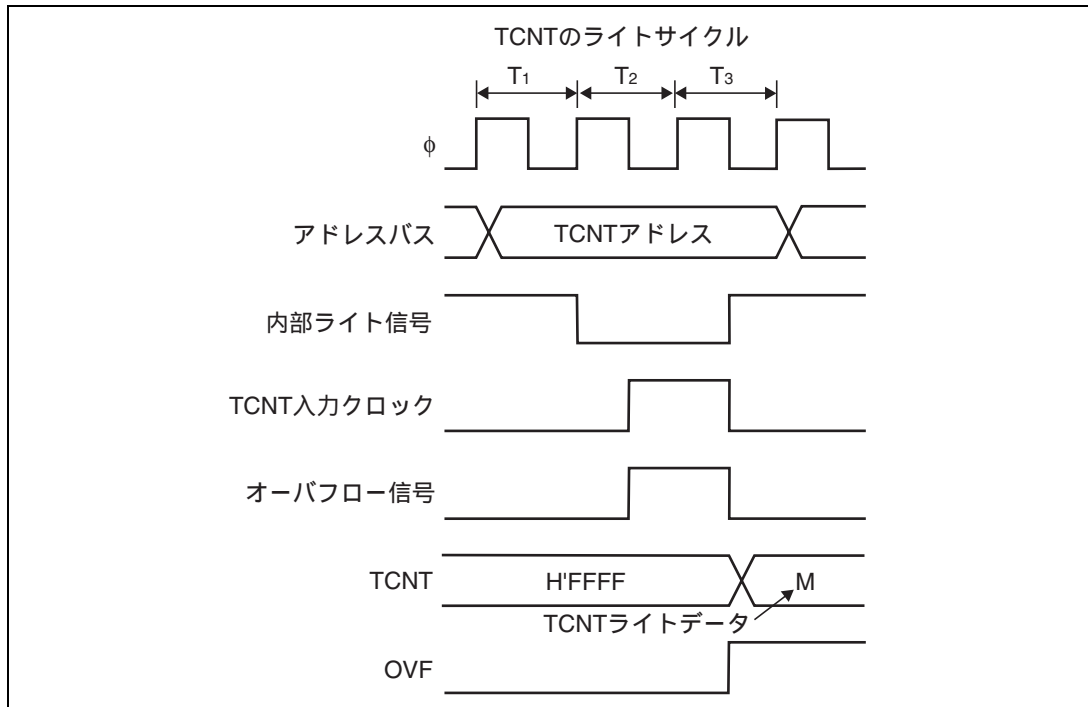 TCNTのライトサイクル
T1 T2 T3
φ
アドレスバス TCNTアドレス
内部ライト信号
TCNT入力クロック
オーバフロー信号
TCNT H'FFFF M
TCNTライトデータ
OVF